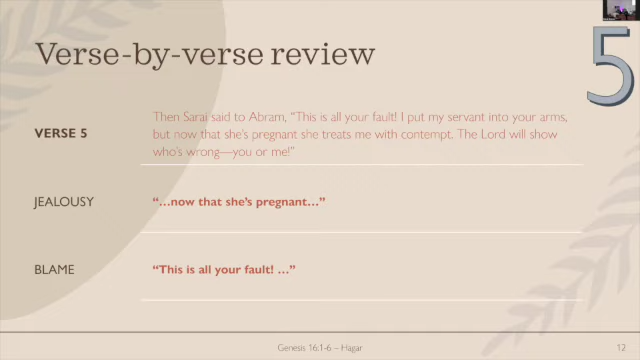 Verse-by-verse review
5
VERSE 5
Then Sarai said to Abram, “This is all your fault! I put my servant into your arms,
but now that she’s pregnant she treats me with contempt. The Lord will show
who’s wrong—you or me!”
JEALOUSY
“…now that she’s pregnant…”
BLAME
“This is all your fault! …”
Genesis 16:1-6 – Hagar
12